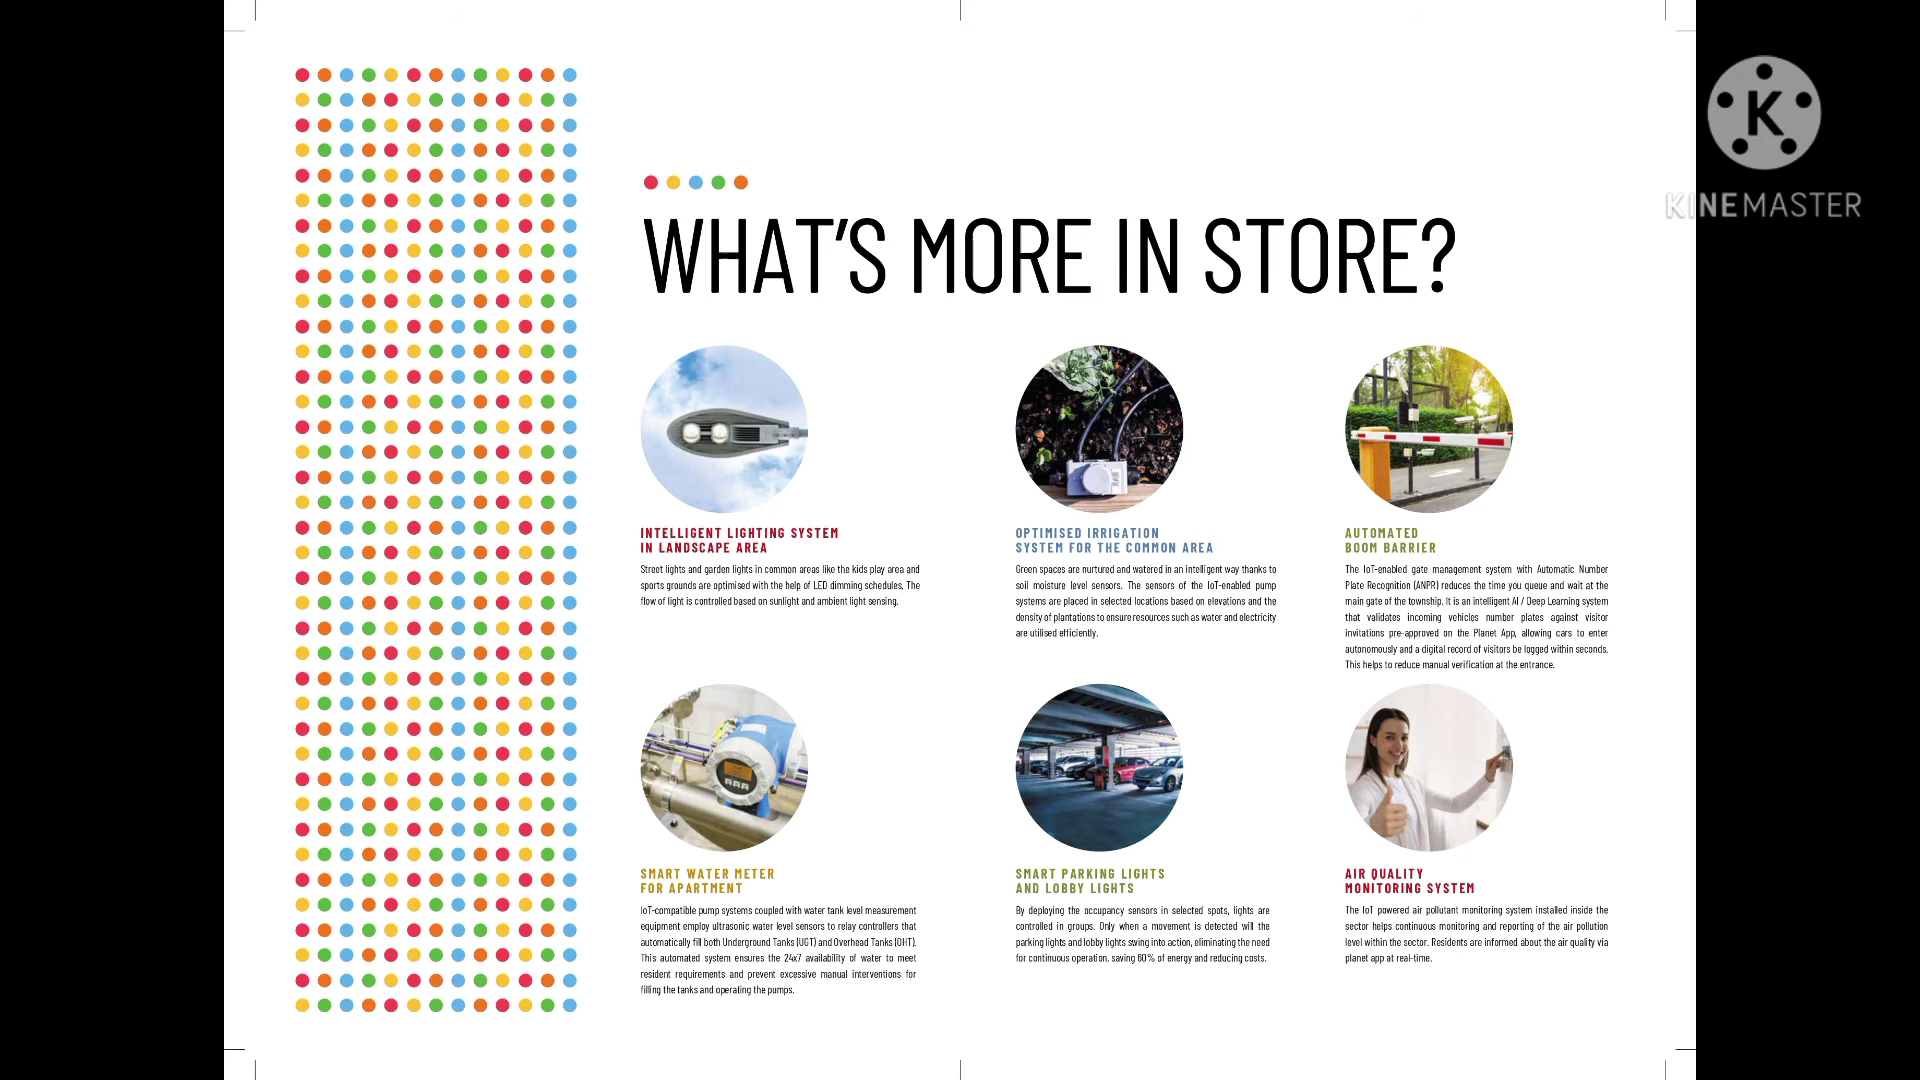 K
KINEMASTER
WHAT'S MORE IN STORE?
INTELLIGENT LIGHTING SYSTEM
IN LANDSCAPE AREA
Street lights and garden lights in common areas like the kids play area and
sports grounds are optimised with the help of LED dimming schedules. The
flow of light is controlled based on sunlight and ambient light sensing.
OPTIMISED IRRIGATION
SYSTEM FOR THE COMMON AREA
Green spaces are nurtured and watered in an intelligent way thanks to
soil moisture level sensors. The sensors of the IoT-enabled pump
systems are placed in selected locations based on elevations and the
density of plantations to ensure resources such as water and electricity
are utilised efficiently.
AUTOMATED
BOOM BARRIER
The IoT-enabled gate management system with Automatic Number
Plate Recognition (ANPR) reduces the time you queue and wait at the
main gate of the township. It is an intelligent AI / Deep Learning system
that validates incoming vehicles number plates against visitor
invitations pre-approved on the Planet App, allowing cars to enter
autonomously and a digital record of visitors be logged within seconds.
This helps to reduce manual verification at the entrance.
SMART WATER METER
FOR APARTMENT
IoT-compatible pump systems coupled with water tank level measurement
equipment employ ultrasonic water level sensors to relay controllers that
automatically fill both Underground Tanks (UGT) and Overhead Tanks (OHT).
This automated system ensures the 24x7 availability of water to meet
resident requirements and prevent excessive manual interventions for
filling the tanks and operating the pumps.
SMART PARKING LIGHTS
AND LOBBY LIGHTS
By deploying the occupancy sensors in selected spots, lights are
controlled in groups. Only when a movement is detected will the
parking lights and lobby lights swing into action, eliminating the need
for continuous operation, saving 60% of energy and reducing costs.
AIR QUALITY
MONITORING SYSTEM
The IoT powered air pollutant monitoring system installed inside the
sector helps continuous monitoring and reporting of the air pollution
level within the sector. Residents are informed about the air quality via
planet app at real-time.